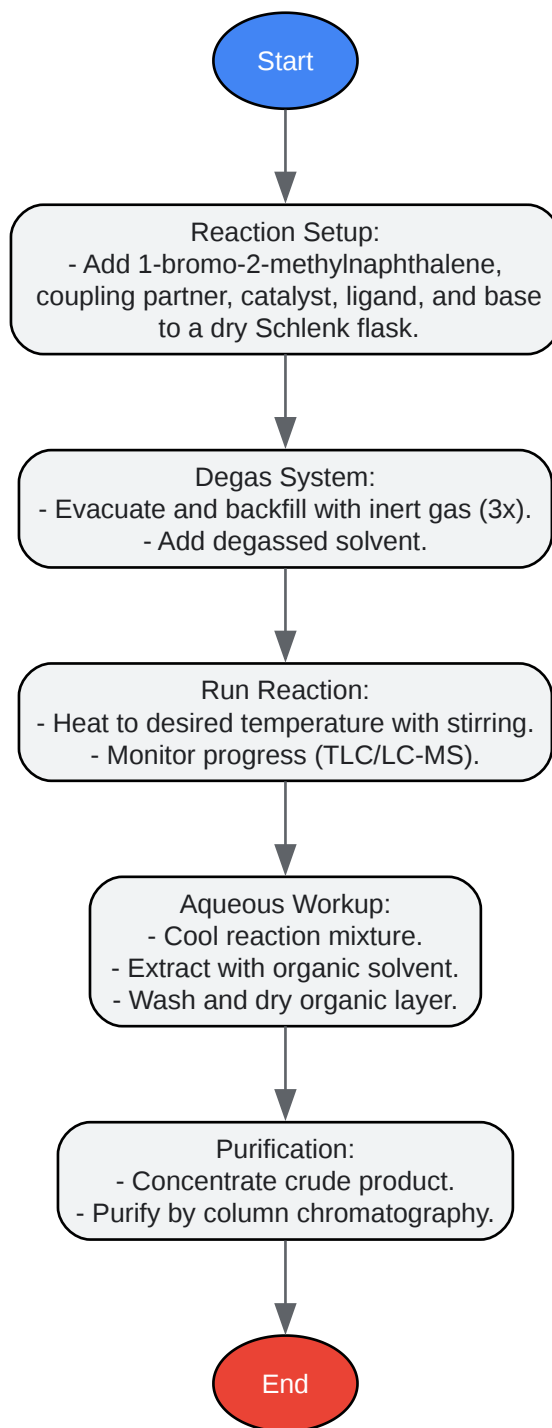 Start
Reaction Setup:
- Add 1-bromo-2-methylnaphthalene,
coupling partner, catalyst, ligand, and base
to a dry Schlenk flask.
Degas System:
- Evacuate and backfill with inert gas (3x).
- Add degassed solvent.
Run Reaction:
- Heat to desired temperature with stirring.
- Monitor progress (TLC/LC-MS).
Aqueous Workup:
- Cool reaction mixture.
- Extract with organic solvent.
- Wash and dry organic layer.
Purification:
- Concentrate crude product.
- Purify by column chromatography.
End